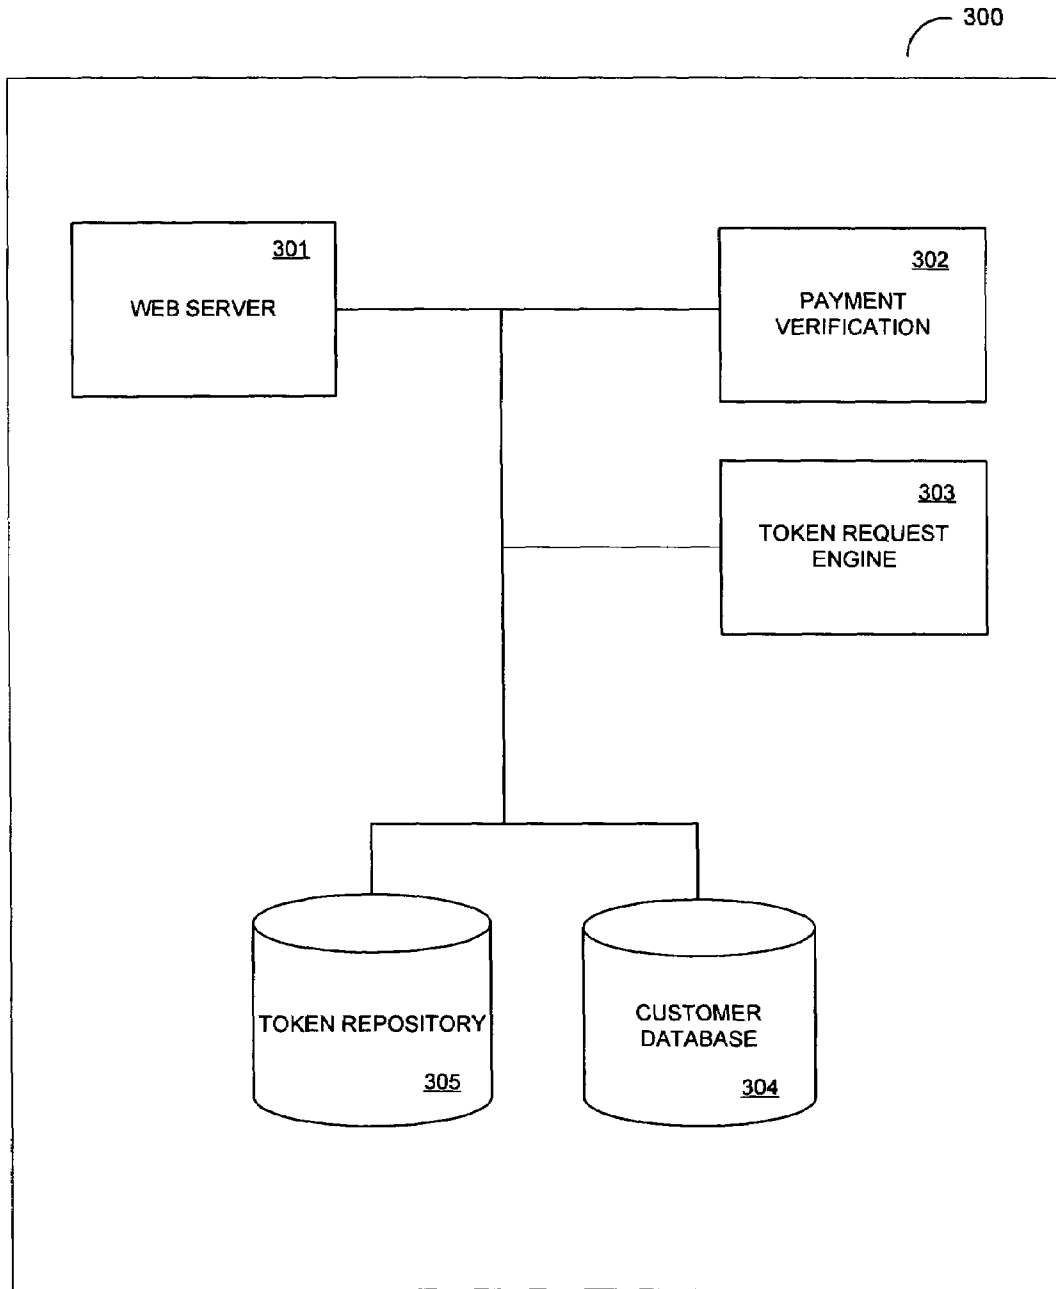 300
301
WEB SERVER
302
PAYMENT
VERIFICATION
303
TOKEN REQUEST
ENGINE
TOKEN REPOSITORY
305
CUSTOMER
DATABASE
304